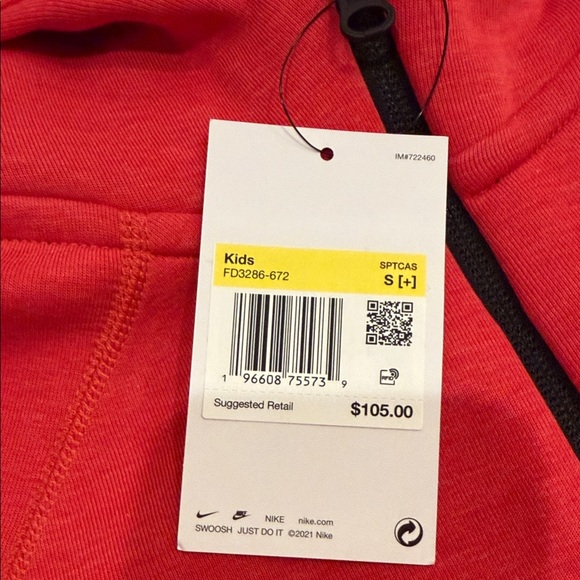 IM#722460
Kids SPTCAS
FD3286-672 S [+]
1 96608 75573 9
RFID
Suggested Retail $105.00
NIKE nike.com
SWOOSH JUST DO IT ©2021 Nike